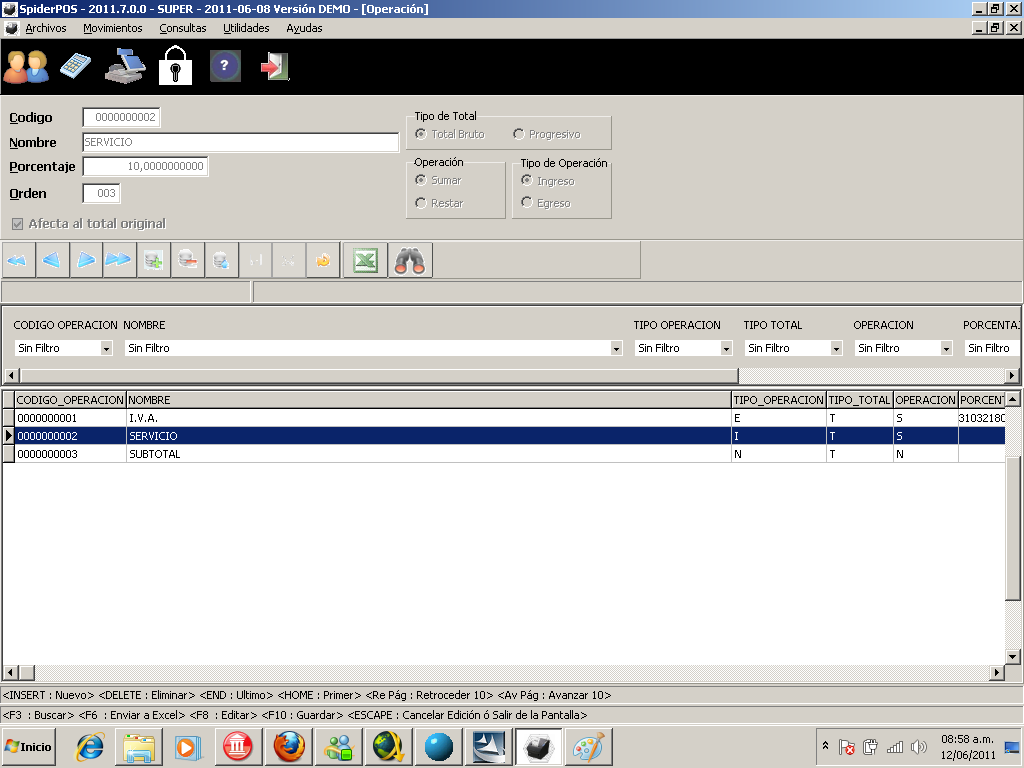 SpiderPOS - 2011.7.0.0 - SUPER - 2011-06-08 Versión DEMO - [Operación]
Archivos Movimientos Consultas Utilidades Ayudas
?
Codigo 0000000002
Nombre SERVICIO
Porcentaje 10,0000000000
Orden 003
Afecta al total original
Tipo de Total
Total Bruto Progresivo
Operación
Sumar
Restar
Tipo de Operación
Ingreso
Egreso
CODIGO OPERACION NOMBRE TIPO OPERACION TIPO TOTAL OPERACION PORCENTAJ
Sin Filtro Sin Filtro Sin Filtro Sin Filtro Sin Filtro Sin Filtro
CODIGO_OPERACION NOMBRE TIPO_OPERACION TIPO_TOTAL OPERACION PORCENT
0000000001 I.V.A. E T S 3103218C
0000000002 SERVICIO I T S
0000000003 SUBTOTAL N T N
<INSERT : Nuevo> <DELETE : Eliminar> <END : Ultimo> <HOME : Primer> <Re Pág : Retroceder 10> <Av Pág : Avanzar 10>
<F3 : Buscar> <F6 : Enviar a Excel> <F8 : Editar> <F10 : Guardar> <ESCAPE : Cancelar Edición ó Salir de la Pantalla>
Inicio
08:58 a.m.
12/06/2011